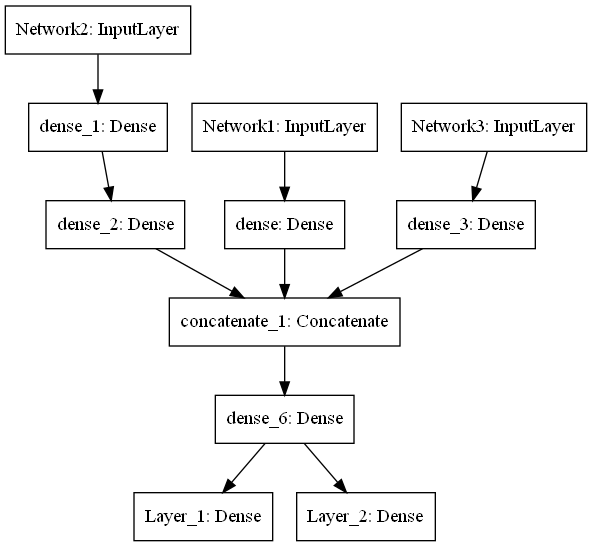 Network2: InputLayer
dense_1: Dense
Network1: InputLayer
Network3: InputLayer
dense_2: Dense
dense: Dense
dense_3: Dense
concatenate_1: Concatenate
dense_6: Dense
Layer_1: Dense
Layer_2: Dense